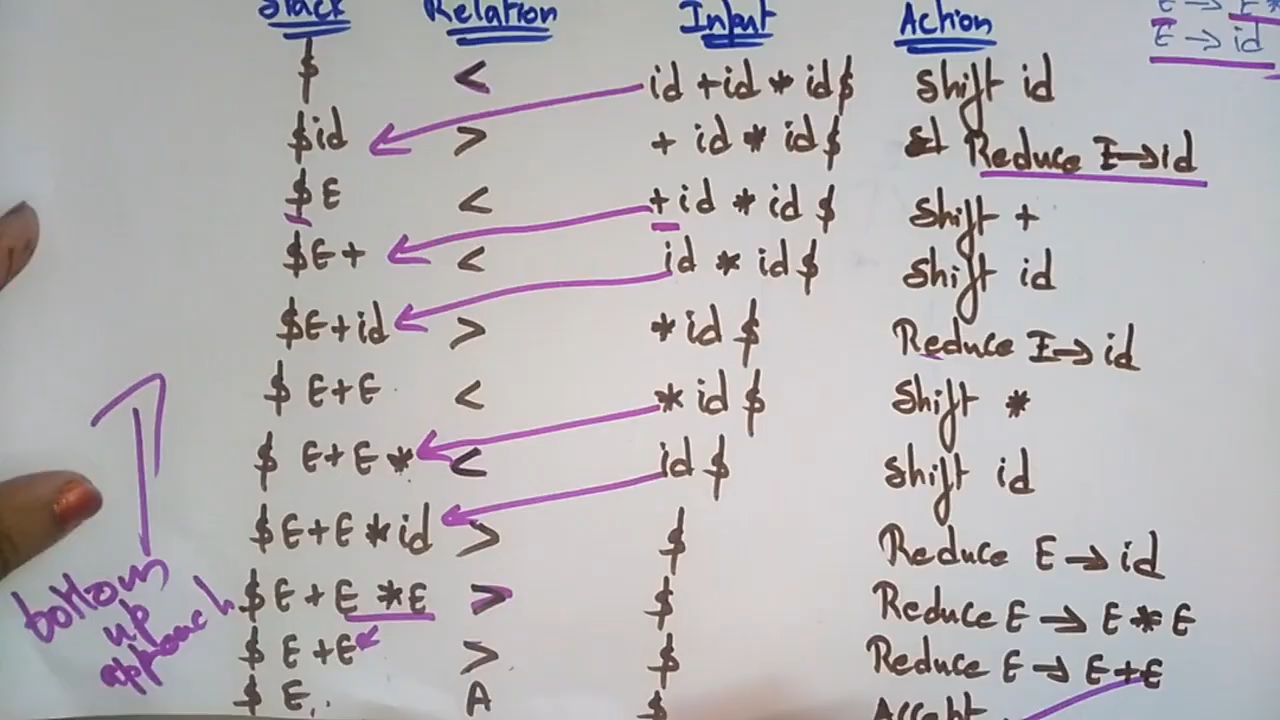 Stack Relation Input Action
E → E *
E → id
$ < id +id * id$ Shift id
$id > + id * id$ Reduce E→id
$ E < +id * id $ Shift +
$E+ < id * id$ Shift id
$E+id > *id $ Reduce E→id
$ E+E < * id $ Shift *
$ E+E * < id $ Shift id
$ E+E *id > $ Reduce E → id
$ E + E *E > $ Reduce E → E * E
$ E +E > $ Reduce E → E+E
$ E A $ Accept
bottom
up
approach